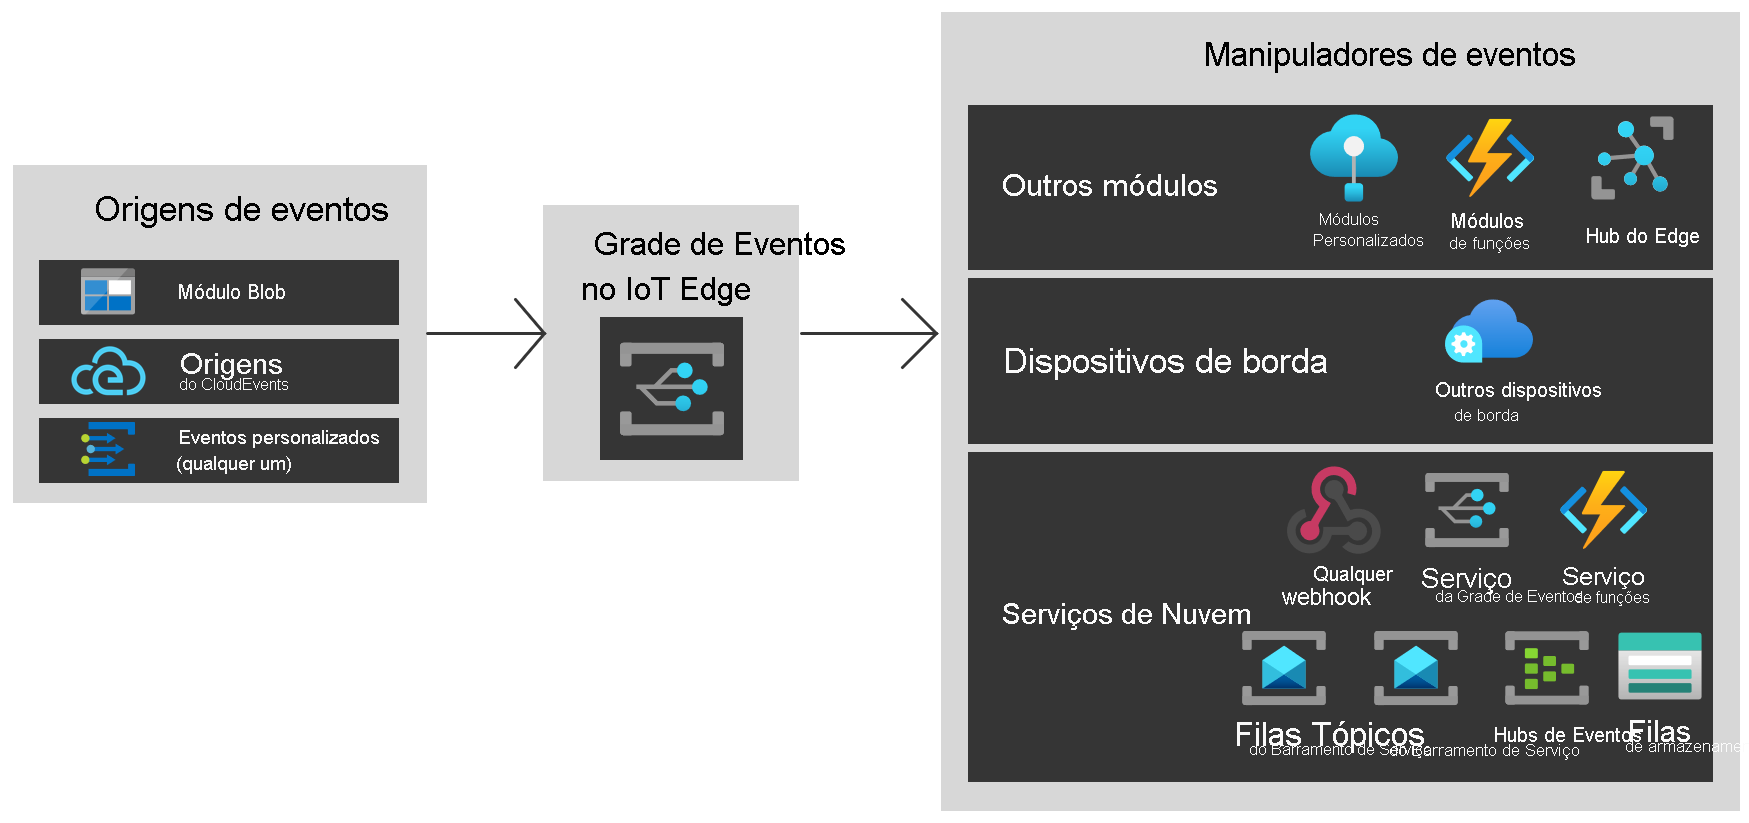 Origens de eventos
Módulo Blob
Origens
do CloudEvents
Eventos personalizados
(qualquer um)
Grade de Eventos
no IoT Edge
Manipuladores de eventos
Outros módulos
Módulos
Personalizados
Módulos
de funções
Hub do Edge
Dispositivos de borda
Outros dispositivos
de borda
Serviços de Nuvem
Qualquer
webhook
Serviço
da Grade de Eventos
Serviço
de funções
Filas
do Barramento de Serviço
Tópicos
do Barramento de Serviço
Hubs de Eventos
Filas
de armazename